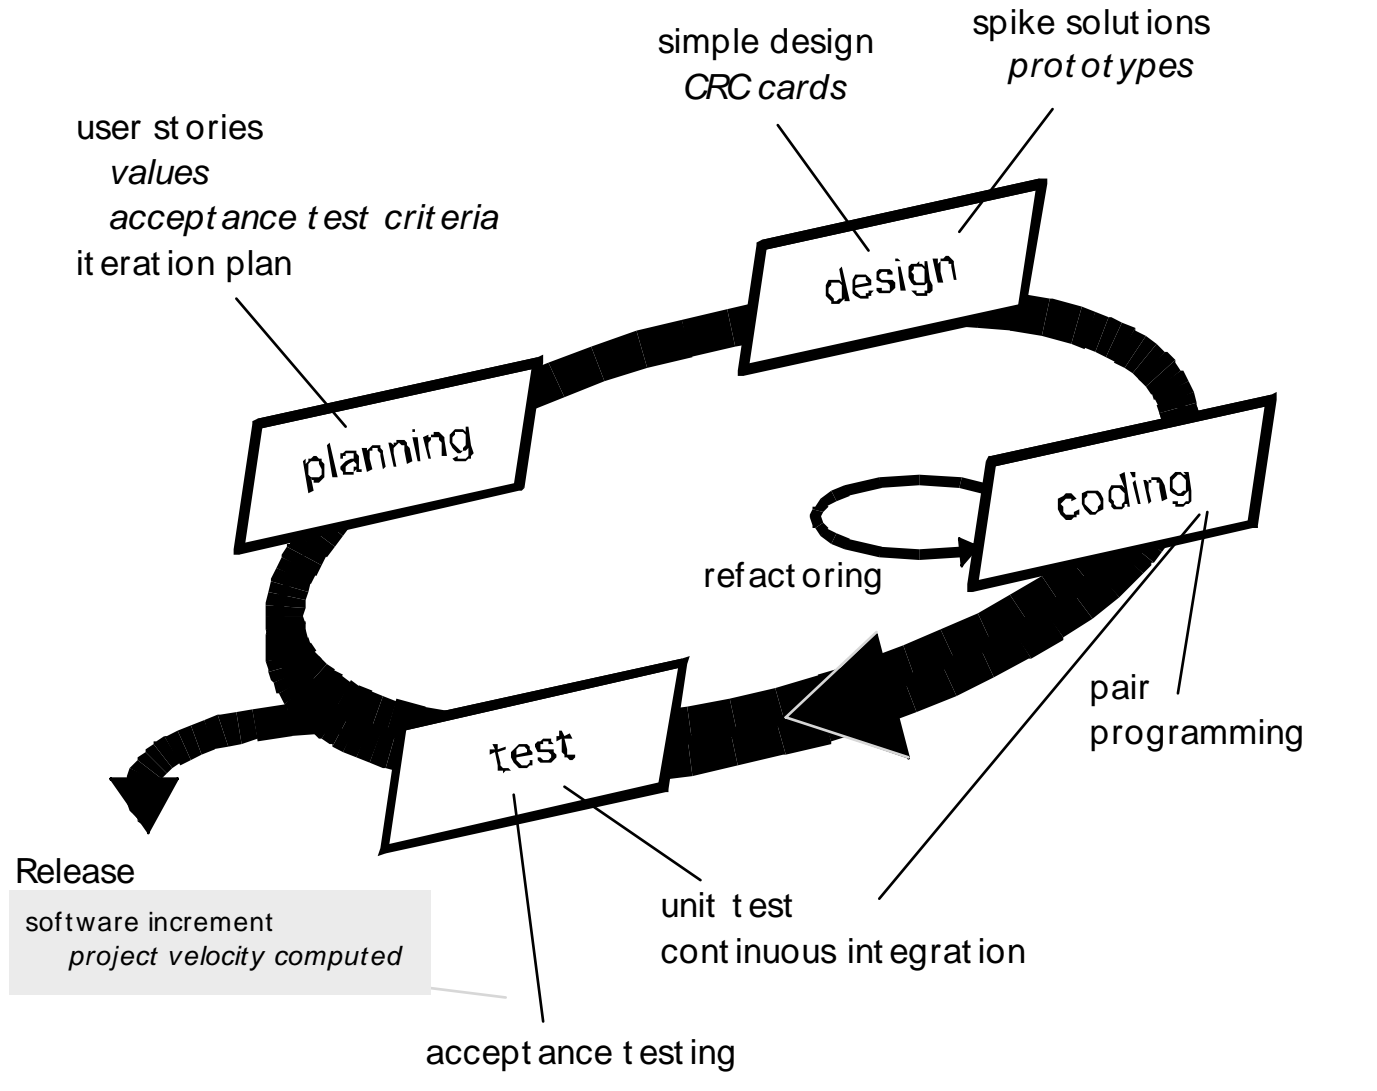 simple design
CRC cards
spike solutions
prototypes
user stories
values
acceptance test criteria
iteration plan
design
planning
coding
refactoring
pair
programming
test
Release
software increment
project velocity computed
unit test
continuous integration
acceptance testing